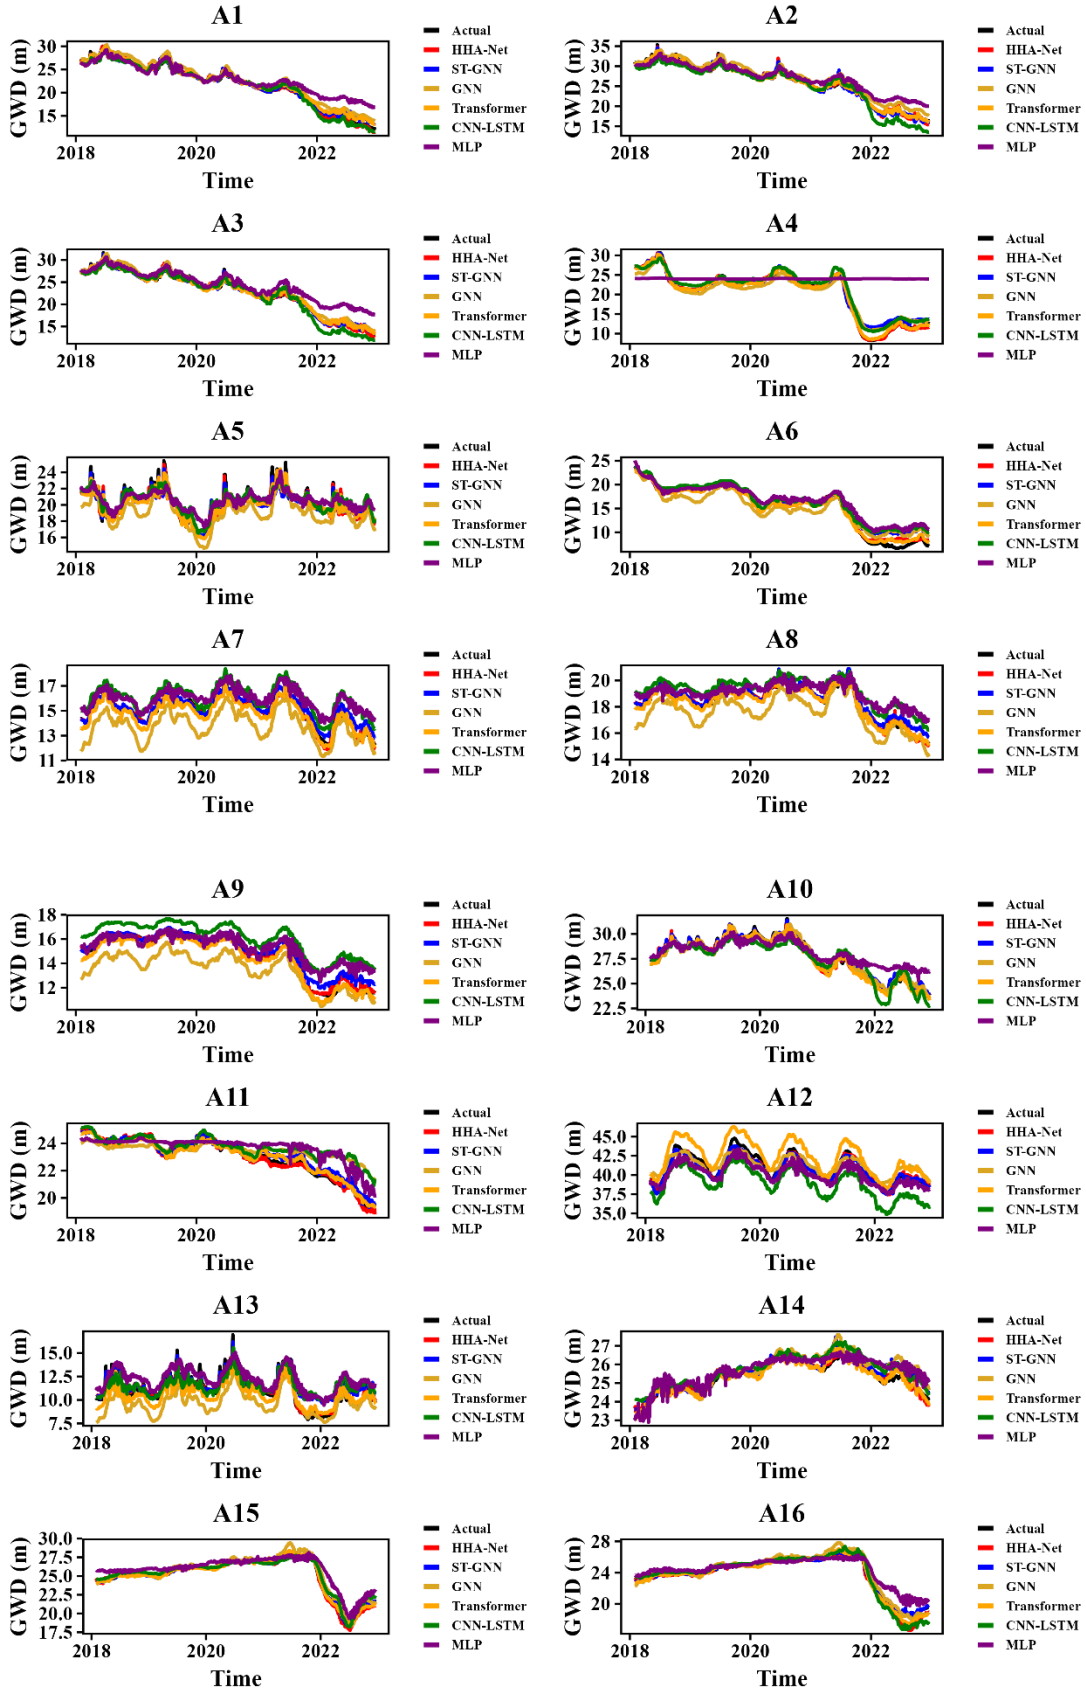 A1
GWD (m)
30
25
20
15
2018 2020 2022
Time
Actual
HHA-Net
ST-GNN
GNN
Transformer
CNN-LSTM
MLP
A2
GWD (m)
35
30
25
20
15
2018 2020 2022
Time
Actual
HHA-Net
ST-GNN
GNN
Transformer
CNN-LSTM
MLP
A3
GWD (m)
30
25
20
15
2018 2020 2022
Time
Actual
HHA-Net
ST-GNN
GNN
Transformer
CNN-LSTM
MLP
A4
GWD (m)
30
25
20
15
10
2018 2020 2022
Time
Actual
HHA-Net
ST-GNN
GNN
Transformer
CNN-LSTM
MLP
A5
GWD (m)
24
22
20
18
16
2018 2020 2022
Time
Actual
HHA-Net
ST-GNN
GNN
Transformer
CNN-LSTM
MLP
A6
GWD (m)
25
20
15
10
2018 2020 2022
Time
Actual
HHA-Net
ST-GNN
GNN
Transformer
CNN-LSTM
MLP
A7
GWD (m)
17
15
13
11
2018 2020 2022
Time
Actual
HHA-Net
ST-GNN
GNN
Transformer
CNN-LSTM
MLP
A8
GWD (m)
20
18
16
14
2018 2020 2022
Time
Actual
HHA-Net
ST-GNN
GNN
Transformer
CNN-LSTM
MLP
A9
GWD (m)
18
16
14
12
2018 2020 2022
Time
Actual
HHA-Net
ST-GNN
GNN
Transformer
CNN-LSTM
MLP
A10
GWD (m)
30.0
27.5
25.0
22.5
2018 2020 2022
Time
Actual
HHA-Net
ST-GNN
GNN
Transformer
CNN-LSTM
MLP
A11
GWD (m)
24
22
20
2018 2020 2022
Time
Actual
HHA-Net
ST-GNN
GNN
Transformer
CNN-LSTM
MLP
A12
GWD (m)
45.0
42.5
40.0
37.5
35.0
2018 2020 2022
Time
Actual
HHA-Net
ST-GNN
GNN
Transformer
CNN-LSTM
MLP
A13
GWD (m)
15.0
12.5
10.0
7.5
2018 2020 2022
Time
Actual
HHA-Net
ST-GNN
GNN
Transformer
CNN-LSTM
MLP
A14
GWD (m)
27
26
25
24
23
2018 2020 2022
Time
Actual
HHA-Net
ST-GNN
GNN
Transformer
CNN-LSTM
MLP
A15
GWD (m)
30.0
27.5
25.0
22.5
20.0
17.5
2018 2020 2022
Time
Actual
HHA-Net
ST-GNN
GNN
Transformer
CNN-LSTM
MLP
A16
GWD (m)
28
24
20
2018 2020 2022
Time
Actual
HHA-Net
ST-GNN
GNN
Transformer
CNN-LSTM
MLP